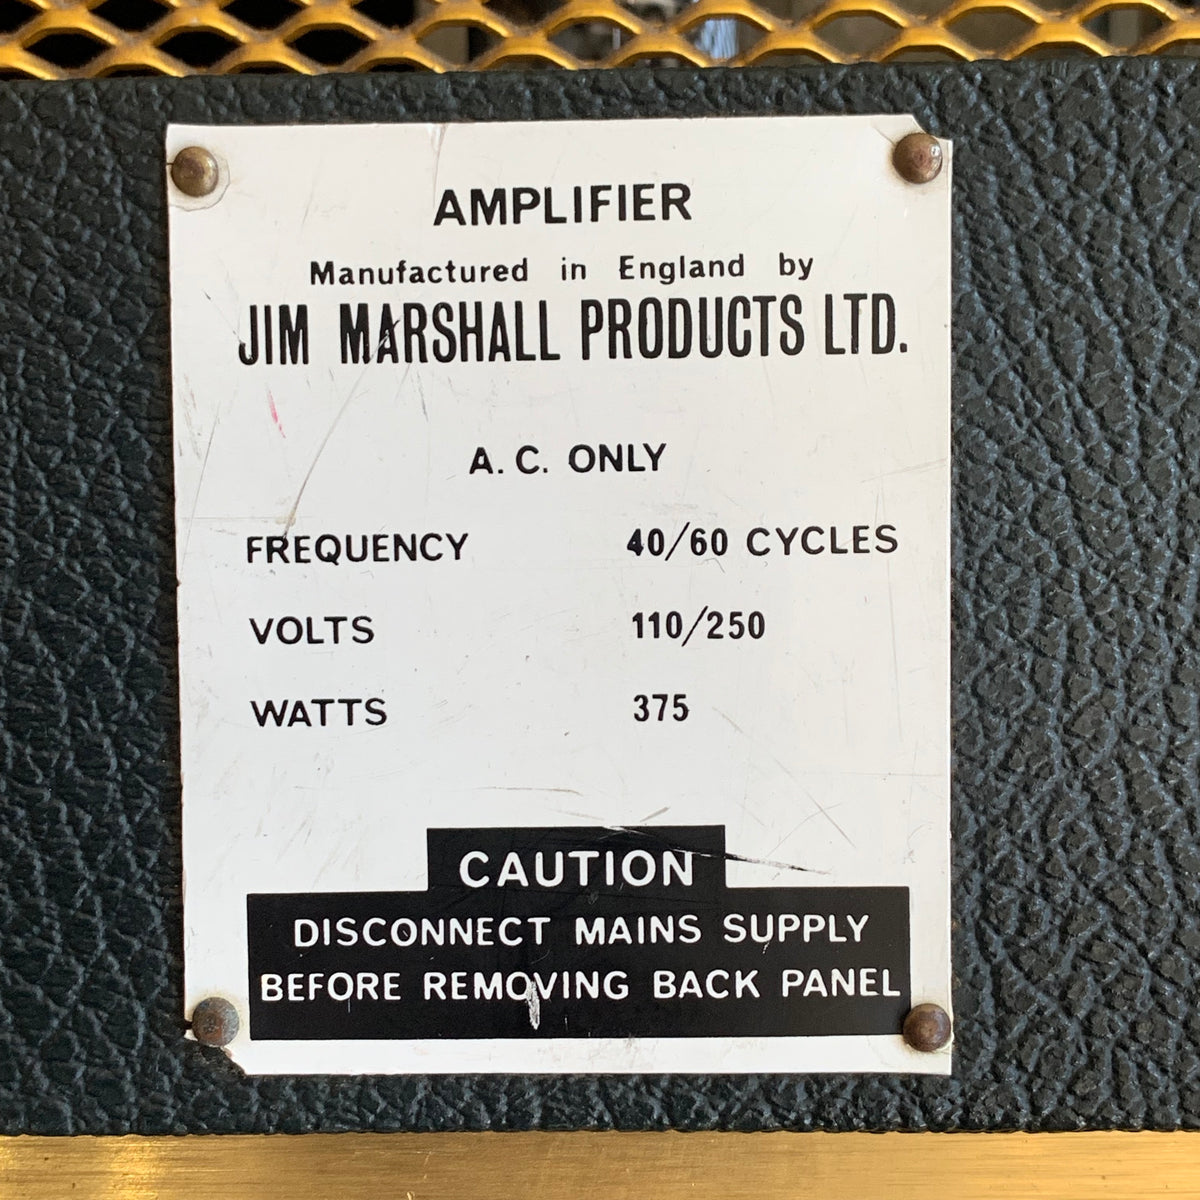 AMPLIFIER
Manufactured in England by
JIM MARSHALL PRODUCTS LTD.
A. C. ONLY
FREQUENCY 40/60 CYCLES
VOLTS 110/250
WATTS 375
CAUTION
DISCONNECT MAINS SUPPLY
BEFORE REMOVING BACK PANEL